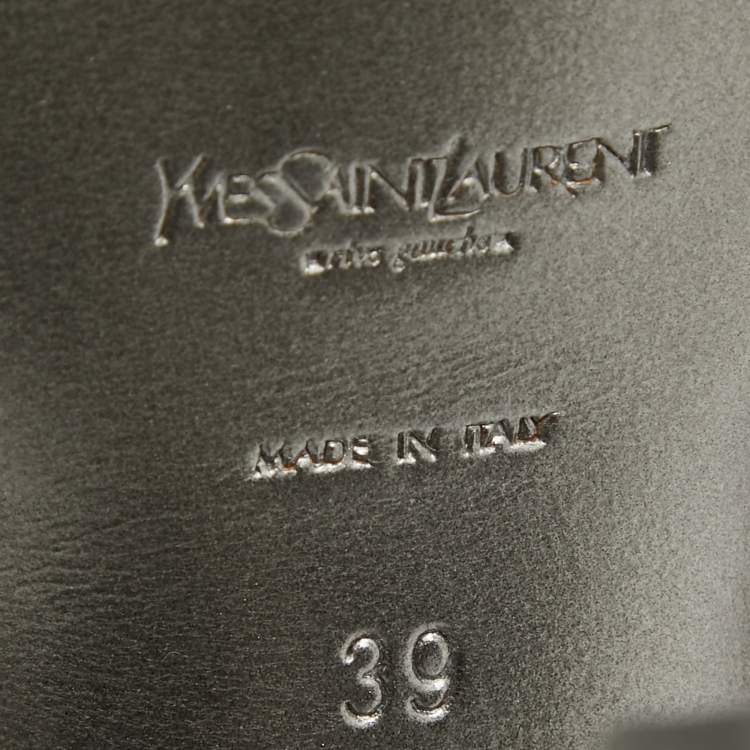 YVESSAINTLAURENT
rive gauche
MADE IN ITALY
39